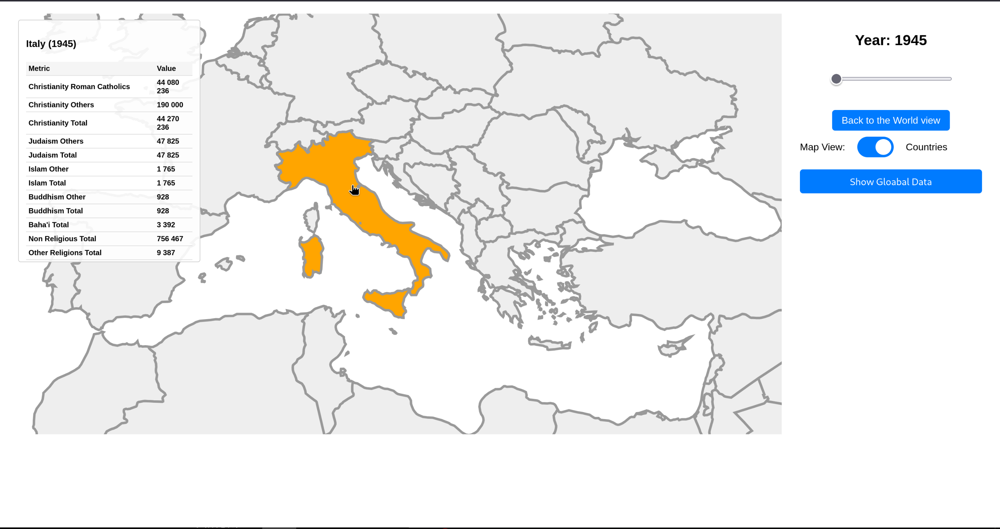 Italy (1945)
Metric Value
Christianity Roman Catholics 44 080 236
Christianity Others 190 000
Christianity Total 44 270 236
Judaism Others 47 825
Judaism Total 47 825
Islam Other 1 765
Islam Total 1 765
Buddhism Other 928
Buddhism Total 928
Baha'i Total 3 392
Non Religious Total 756 467
Other Religions Total 9 387
Year: 1945
Back to the World view
Map View: Countries
Show Gloabal Data